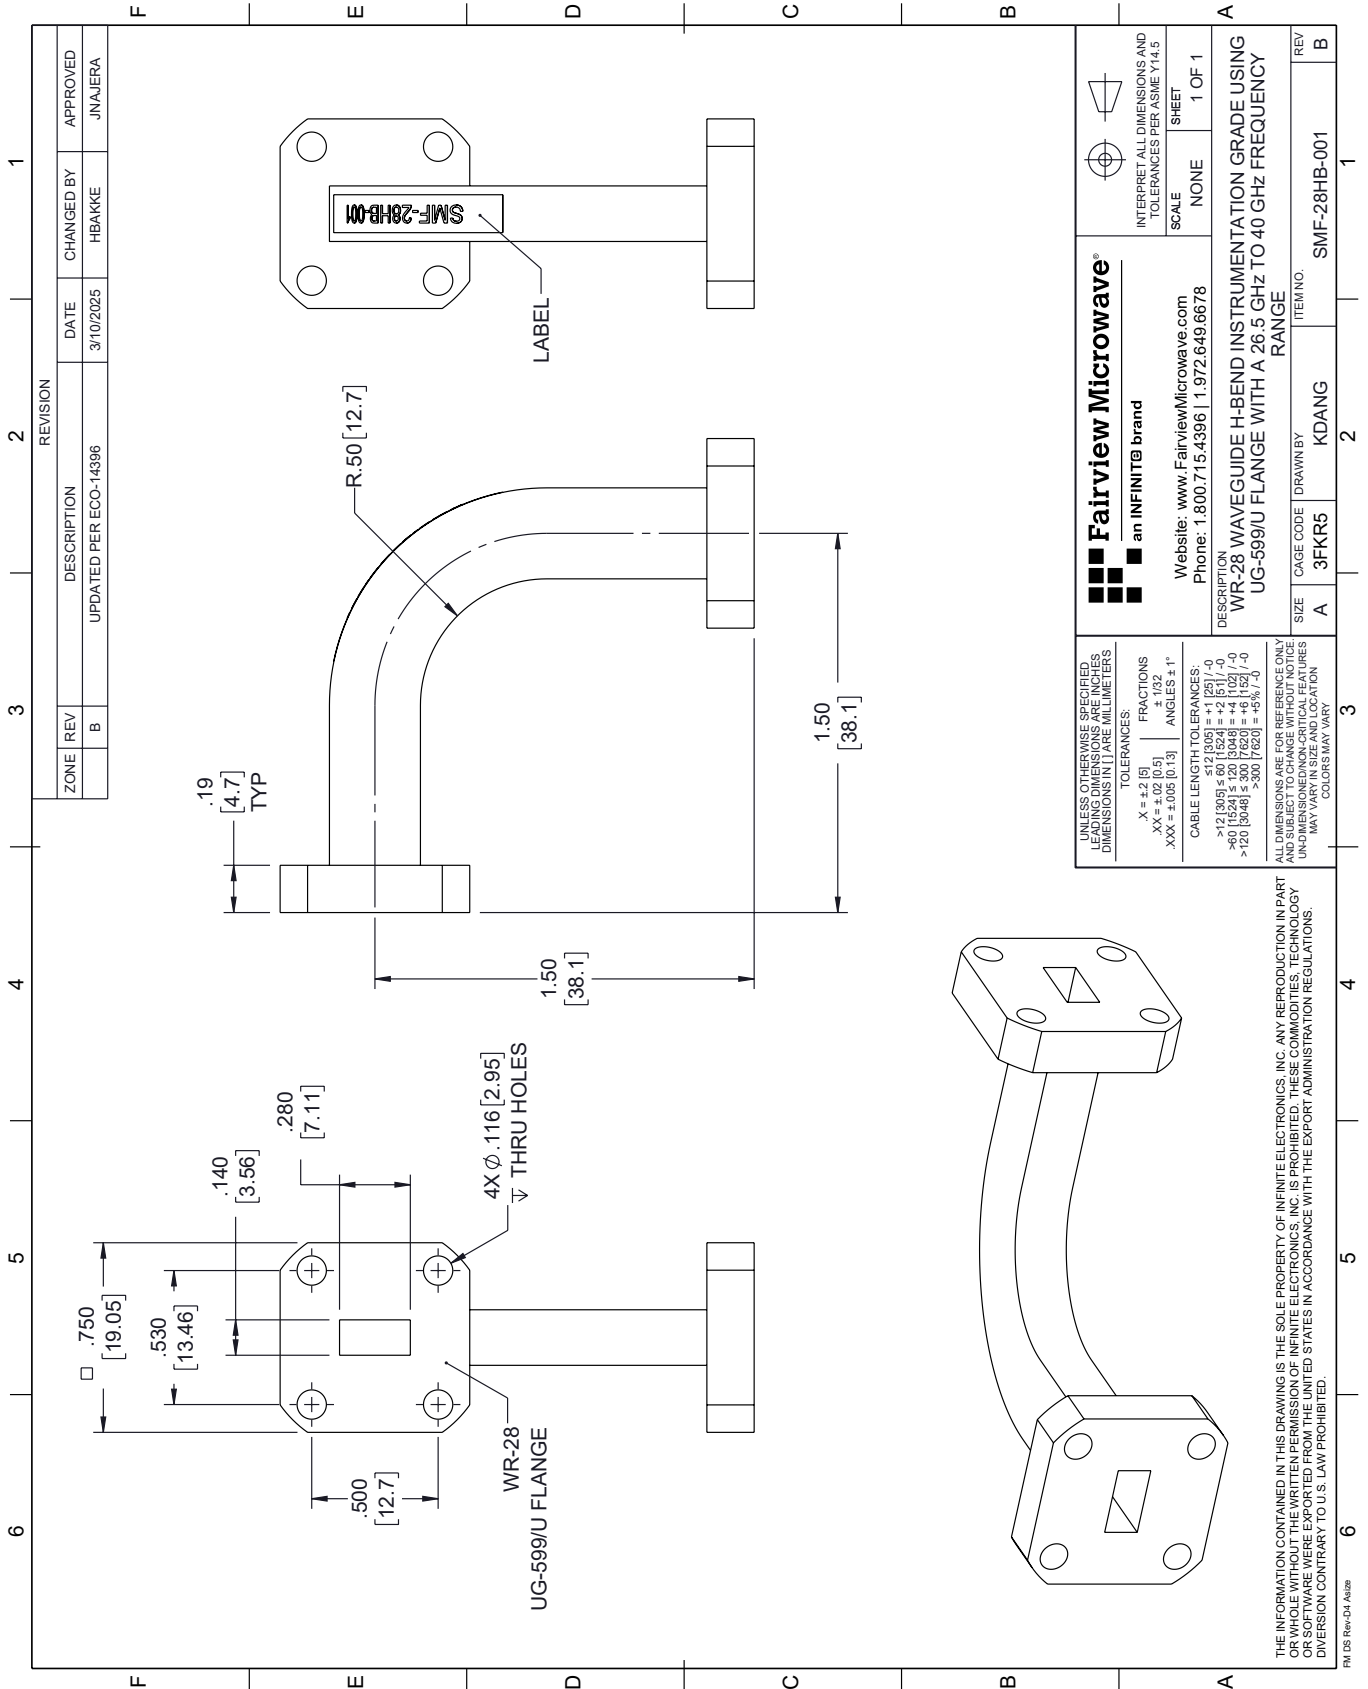 6
5
4
3
2
1
F
E
D
C
B
A
REVISION
ZONE
REV
DESCRIPTION
DATE
CHANGED BY
APPROVED
B
UPDATED PER ECO-14396
3/10/2025
HBAKKE
JNAJERA
□ .750
[19.05]
.530
[13.46]
.140
[3.56]
.280
[7.11]
.500
[12.7]
4X Ø .116 [2.95]
↧ THRU HOLES
WR-28
UG-599/U FLANGE
.19
[4.7]
TYP
R.50 [12.7]
1.50
[38.1]
1.50
[38.1]
SMF-28HB-001
LABEL
UNLESS OTHERWISE SPECIFIED
LEADING DIMENSIONS ARE INCHES
DIMENSIONS IN [ ] ARE MILLIMETERS
TOLERANCES:
.X = ±.2 [5]
.XX = ±.02 [0.5]
.XXX = ±.005 [0.13]
FRACTIONS
± 1/32
ANGLES ± 1°
CABLE LENGTH TOLERANCES:
≤12 [305] = +1 [25] / -0
>12 [305] ≤ 60 [1524] = +2 [51] / -0
>60 [1524] ≤ 120 [3048] = +4 [102] / -0
>120 [3048] ≤ 300 [7620] = +6 [152] / -0
>300 [7620] = +5% / -0
ALL DIMENSIONS ARE FOR REFERENCE ONLY
AND SUBJECT TO CHANGE WITHOUT NOTICE.
UN-DIMENSIONED/NON-CRITICAL FEATURES
MAY VARY IN SIZE AND LOCATION
COLORS MAY VARY
Fairview Microwave®
an INFINIT@ brand
Website: www.FairviewMicrowave.com
Phone: 1.800.715.4396 | 1.972.649.6678
INTERPRET ALL DIMENSIONS AND
TOLERANCES PER ASME Y14.5
SCALE
NONE
SHEET
1 OF 1
DESCRIPTION
WR-28 WAVEGUIDE H-BEND INSTRUMENTATION GRADE USING
UG-599/U FLANGE WITH A 26.5 GHz TO 40 GHz FREQUENCY
RANGE
SIZE
A
CAGE CODE
3FKR5
DRAWN BY
KDANG
ITEM NO.
SMF-28HB-001
REV
B
THE INFORMATION CONTAINED IN THIS DRAWING IS THE SOLE PROPERTY OF INFINITE ELECTRONICS, INC. ANY REPRODUCTION IN PART
OR WHOLE WITHOUT THE WRITTEN PERMISSION OF INFINITE ELECTRONICS, INC. IS PROHIBITED. THESE COMMODITIES, TECHNOLOGY
OR SOFTWARE WERE EXPORTED FROM THE UNITED STATES IN ACCORDANCE WITH THE EXPORT ADMINISTRATION REGULATIONS.
DIVERSION CONTRARY TO U.S. LAW PROHIBITED.
F
E
D
C
B
A
6
5
4
3
2
1
FM DS Rev-D4 Asize